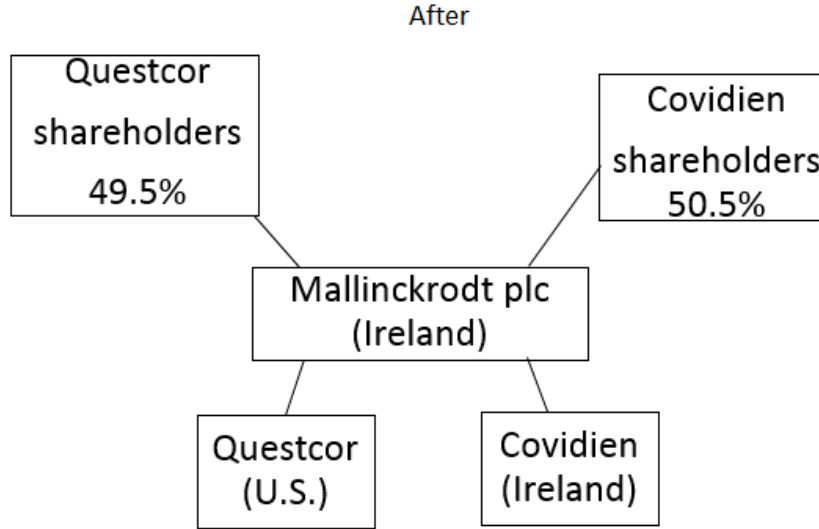 After
Questcor
shareholders
49.5%
Covidien
shareholders
50.5%
Mallinckrodt plc
(Ireland)
Questcor
(U.S.)
Covidien
(Ireland)